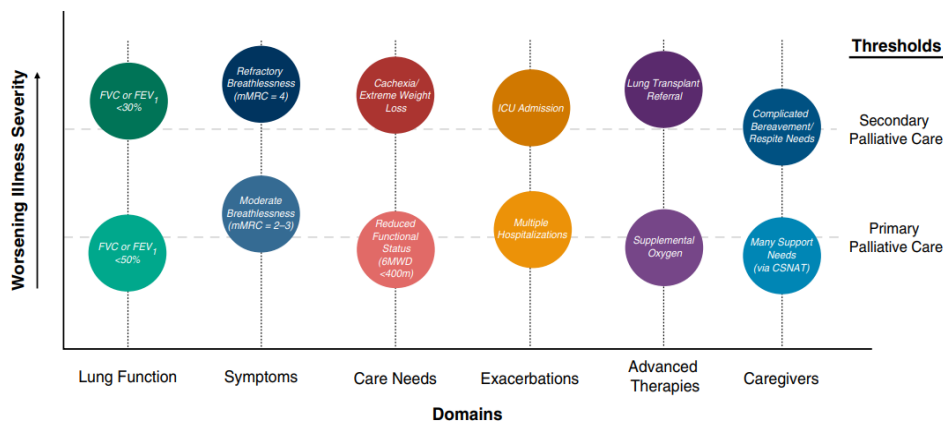 Worsening Illness Severity
Thresholds
Secondary
Palliative Care
Primary
Palliative Care
FVC or FEV1
<30%
Refractory
Breathlessness
(mMRC = 4)
Cachexia/
Extreme Weight
Loss
ICU Admission
Lung Transplant
Referral
Complicated
Bereavement/
Respite Needs
FVC or FEV1
<50%
Moderate
Breathlessness
(mMRC = 2–3)
Reduced
Functional
Status
(6MWD
<400m)
Multiple
Hospitalizations
Supplemental
Oxygen
Many Support
Needs
(via CSNAT)
Lung Function
Symptoms
Care Needs
Exacerbations
Advanced
Therapies
Caregivers
Domains